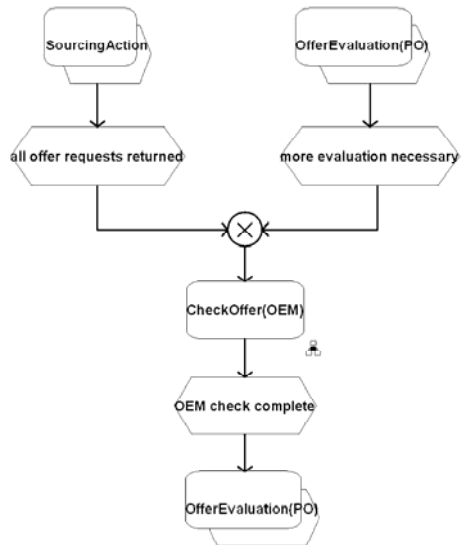 SourcingAction
OfferEvaluation(PO)
all offer requests returned
more evaluation necessary
CheckOffer(OEM)
OEM check complete
OfferEvaluation(PO)